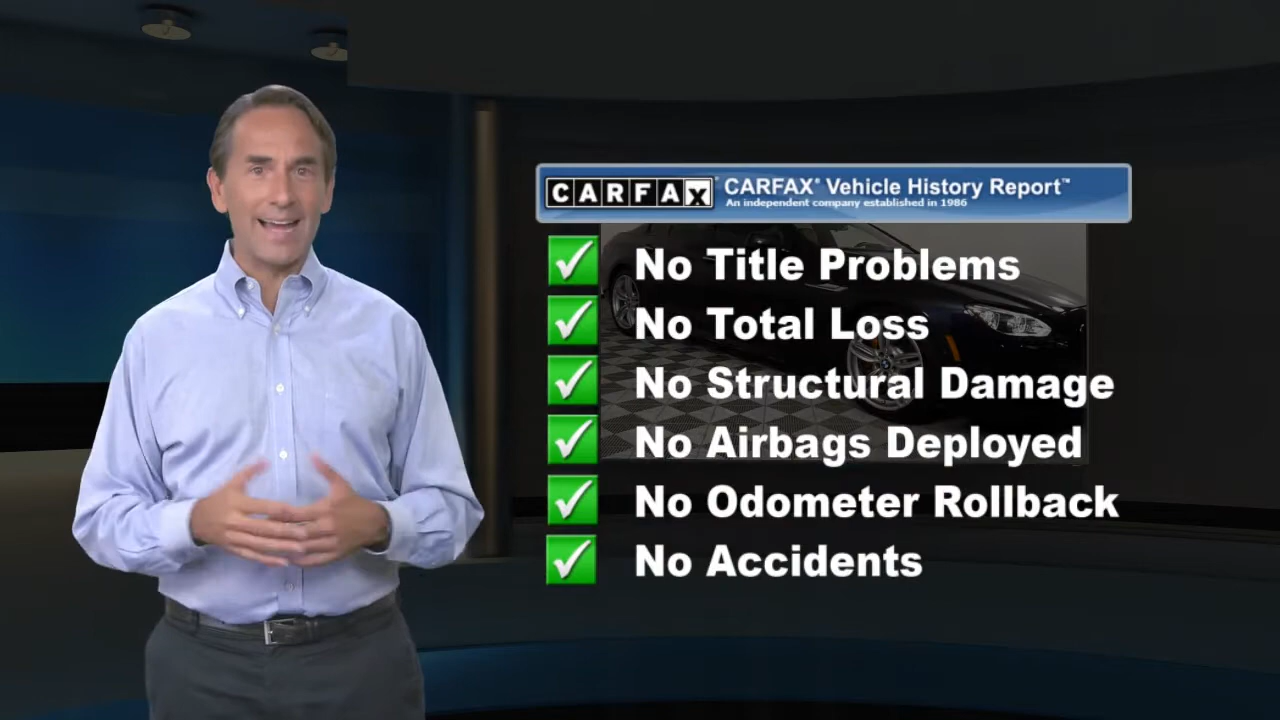 CARFAX
CARFAX® Vehicle History Report™
An independent company established in 1986
No Title Problems
No Total Loss
No Structural Damage
No Airbags Deployed
No Odometer Rollback
No Accidents